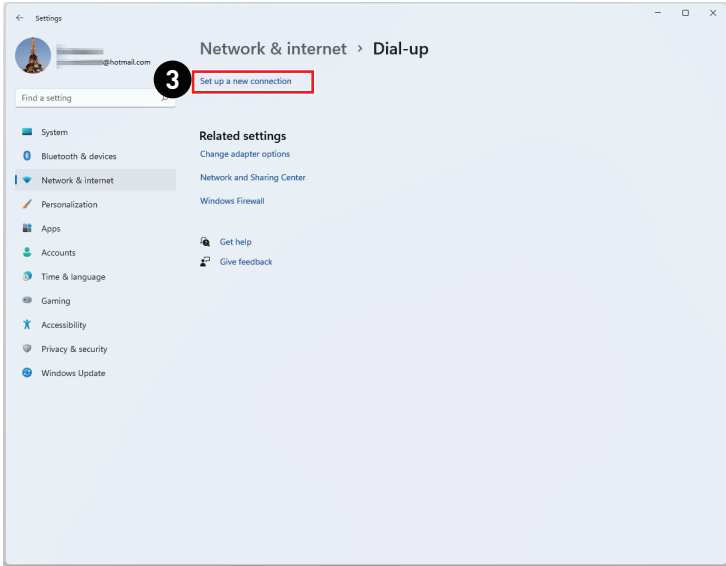 Settings
@hotmail.com
Find a setting
System
Bluetooth & devices
Network & internet
Personalization
Apps
Accounts
Time & language
Gaming
Accessibility
Privacy & security
Windows Update
Network & internet > Dial-up
3
Set up a new connection
Related settings
Change adapter options
Network and Sharing Center
Windows Firewall
Get help
Give feedback